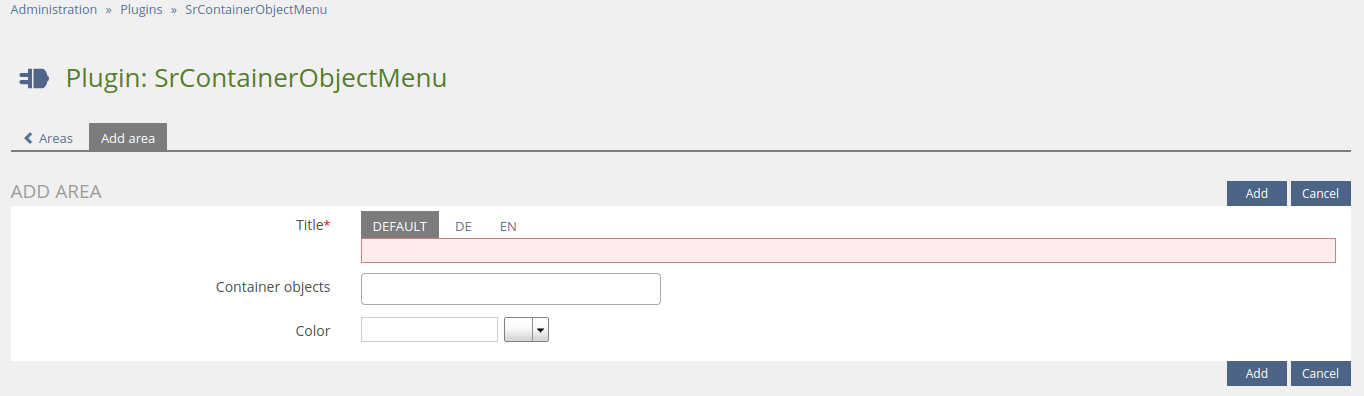 Administration » Plugins » SrContainerObjectMenu
Plugin: SrContainerObjectMenu
Areas Add area
ADD AREA Add Cancel
Title* DEFAULT DE EN
Container objects
Color
Add Cancel